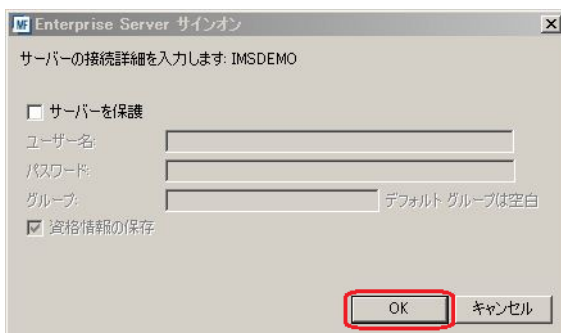 MF Enterprise Server サインオン
サーバーの接続詳細を入力します: IMSDEMO
サーバーを保護
ユーザー名:
パスワード:
グループ: デフォルト グループは空白
資格情報の保存
OK キャンセル